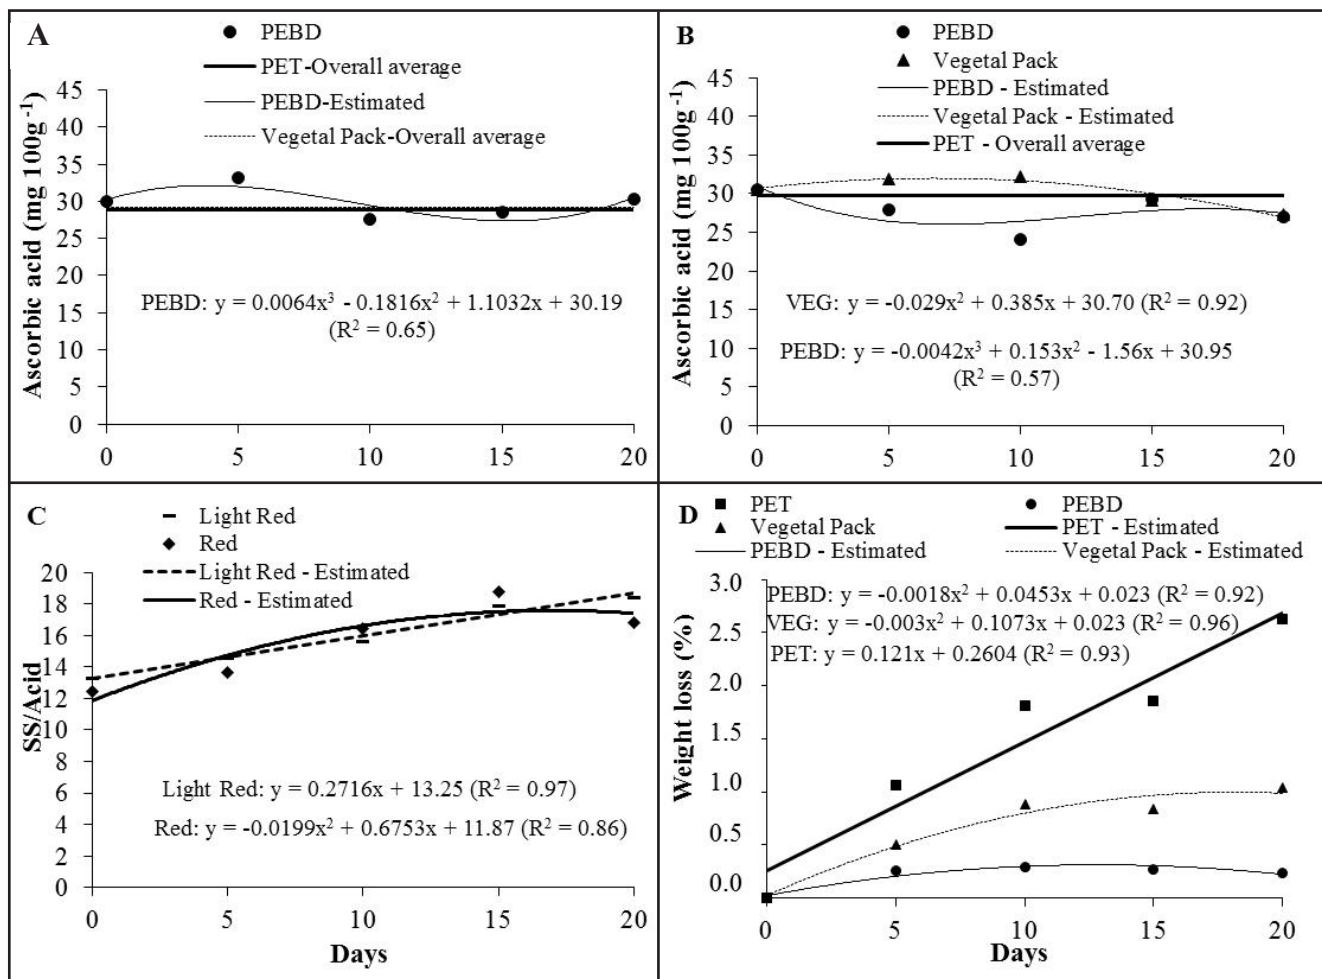 A
PEBD
PET-Overall average
PEBD-Estimated
Vegetal Pack-Overall average
Ascorbic acid (mg 100g⁻¹)
45
40
35
30
25
20
15
10
5
0
PEBD: y = 0.0064x³ - 0.1816x² + 1.1032x + 30.19
(R² = 0.65)
0 5 10 15 20
B
PEBD
Vegetal Pack
PEBD - Estimated
Vegetal Pack - Estimated
PET - Overall average
Ascorbic acid (mg 100g⁻¹)
45
40
35
30
25
20
15
10
5
0
VEG: y = -0.029x² + 0.385x + 30.70 (R² = 0.92)
PEBD: y = -0.0042x³ + 0.153x² - 1.56x + 30.95
(R² = 0.57)
0 5 10 15 20
C
Light Red
Red
Light Red - Estimated
Red - Estimated
SS/Acid
20
18
16
14
12
10
8
6
4
2
0
Light Red: y = 0.2716x + 13.25 (R² = 0.97)
Red: y = -0.0199x² + 0.6753x + 11.87 (R² = 0.86)
0 5 10 15 20
Days
D
PET PEBD
Vegetal Pack PET - Estimated
PEBD - Estimated Vegetal Pack - Estimated
Weight loss (%)
3.0
2.5
2.0
1.5
1.0
0.5
0.0
PEBD: y = -0.0018x² + 0.0453x + 0.023 (R² = 0.92)
VEG: y = -0.003x² + 0.1073x + 0.023 (R² = 0.96)
PET: y = 0.121x + 0.2604 (R² = 0.93)
0 5 10 15 20
Days